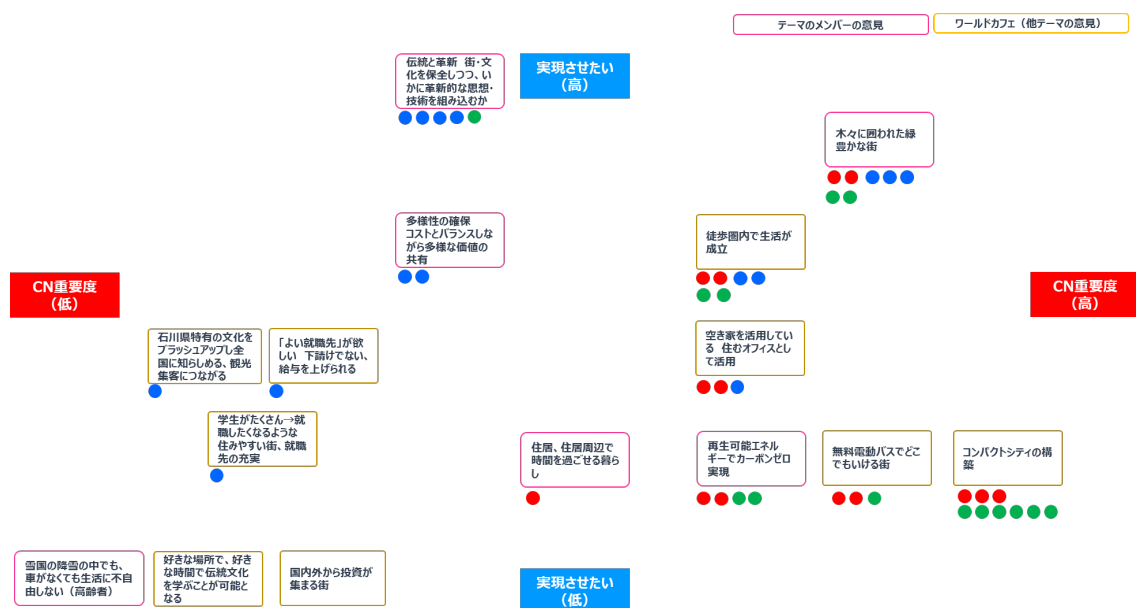 テーマのメンバーの意見
ワールドカフェ（他テーマの意見）
伝統と革新 街・文
化を保全しつつ、い
かに革新的な思想・
技術を組み込むか
実現させたい
（高）
木々に囲われた緑
豊かな街
多様性の確保
コストとバランスしな
がら多様な価値の
共有
徒歩圏内で生活が
成立
CN重要度
（低）
CN重要度
（高）
石川県特有の文化を
ブラッシュアップし全
国に知らしめる、観光
集客につながる
「よい就職先」が欲
しい 下請けでない、
給与を上げられる
空き家を活用してい
る 住むオフィスとし
て活用
学生がたくさん→就
職したくなるような
住みやすい街、就職
先の充実
住居、住居周辺で
時間を過ごせる暮ら
し
再生可能エネル
ギーでカーボンゼロ
実現
無料電動バスでど
こでもいける街
コンパクトシティの構
築
雪国の降雪の中でも、
車がなくても生活に不自
由しない（高齢者）
好きな場所で、好き
な時間で伝統文化
を学ぶことが可能と
なる
国内外から投資が
集まる街
実現させたい
（低）